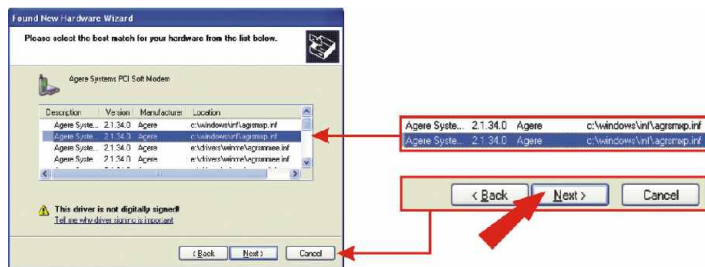 Found New Hardware Wizard
Please select the best match for your hardware from the list below.
Agere Systems PCI Soft Modem
Description Version Manufacturer Location
Agere Syste... 2.1.34.0 Agere c:\windows\inf\agrsmxp.inf
Agere Syste... 2.1.34.0 Agere c:\windows\inf\agrsmxp.inf
Agere Syste... 2.1.34.0 Agere e:\drivers\winme\agrsmmee.inf
Agere Syste... 2.1.34.0 Agere e:\drivers\winme\agrsmmee.inf
This driver is not digitally signed!
Tell me why driver signing is important
< Back Next > Cancel
Agere Syste... 2.1.34.0 Agere c:\windows\inf\agrsmxp.inf
Agere Syste... 2.1.34.0 Agere c:\windows\inf\agrsmxp.inf
< Back Next > Cancel